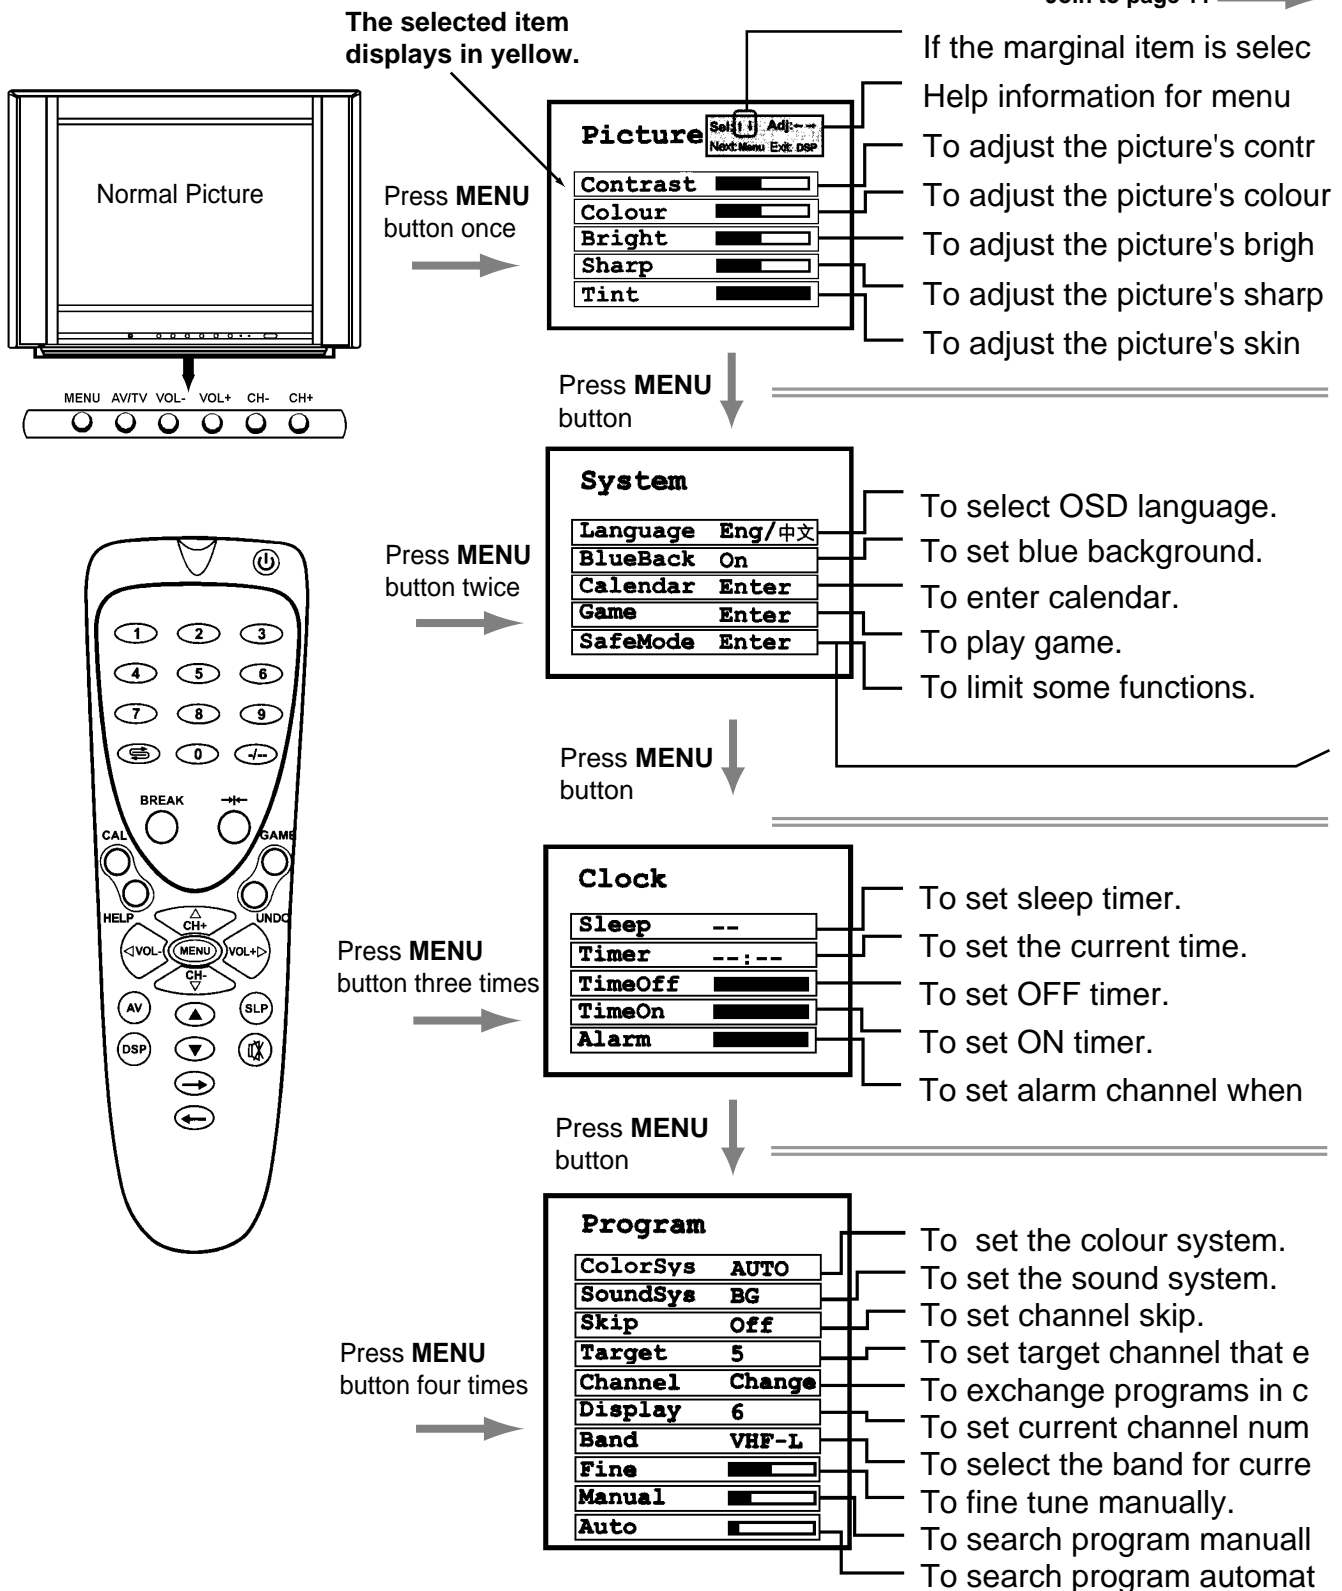 The selected item
displays in yellow.
If the marginal item is selec
Help information for menu
To adjust the picture's contr
To adjust the picture's colour
To adjust the picture's brigh
To adjust the picture's sharp
To adjust the picture's skin
Picture
Sel:↑↓ Adj:←→
Next:Menu Exit: DSP
Contrast
Colour
Bright
Sharp
Tint
Normal Picture
Press MENU
button once
MENU AV/TV VOL- VOL+ CH- CH+
Press MENU
button
System
Language Eng/中文
BlueBack On
Calendar Enter
Game Enter
SafeMode Enter
To select OSD language.
To set blue background.
To enter calendar.
To play game.
To limit some functions.
Press MENU
button twice
Press MENU
button
1 2 3
4 5 6
7 8 9
0 -/--
BREAK
CAL GAME
HELP UNDO
CH+
VOL- MENU VOL+
CH-
AV SLP
DSP
Clock
Sleep --
Timer --:--
TimeOff
TimeOn
Alarm
To set sleep timer.
To set the current time.
To set OFF timer.
To set ON timer.
To set alarm channel when
Press MENU
button three times
Press MENU
button
Program
ColorSys AUTO
SoundSys BG
Skip Off
Target 5
Channel Change
Display 6
Band VHF-L
Fine
Manual
Auto
To set the colour system.
To set the sound system.
To set channel skip.
To set target channel that e
To exchange programs in c
To set current channel num
To select the band for curre
To fine tune manually.
To search program manuall
To search program automat
Press MENU
button four times